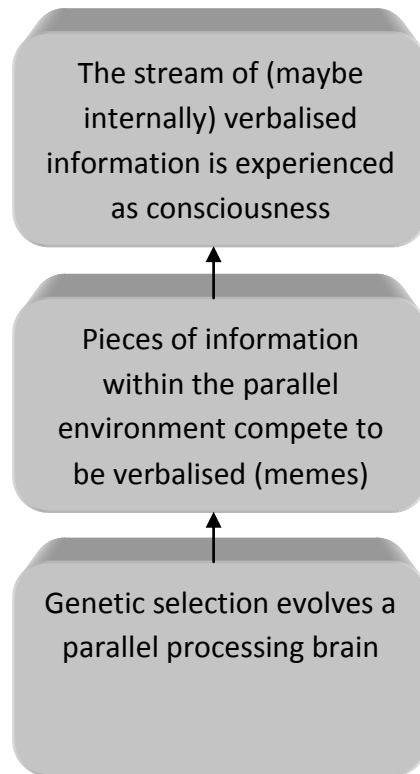 The stream of (maybe
internally) verbalised
information is experienced
as consciousness
Pieces of information
within the parallel
environment compete to
be verbalised (memes)
Genetic selection evolves a
parallel processing brain